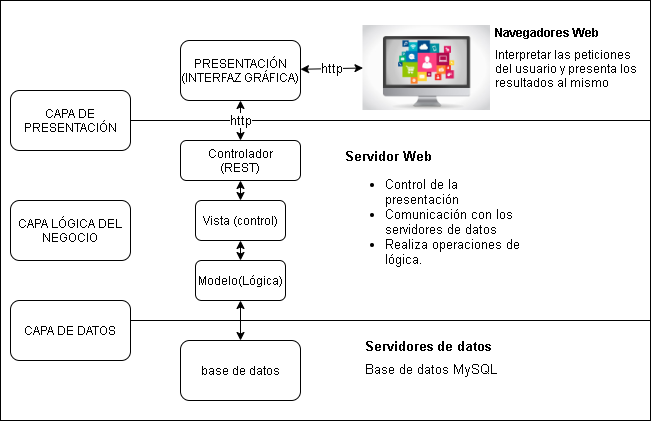 Navegadores Web
Interpretar las peticiones
del usuario y presenta los
resultados al mismo
PRESENTACIÓN
(INTERFAZ GRÁFICA)
http
CAPA DE
PRESENTACIÓN
http
Controlador
(REST)
Servidor Web
Control de la
presentación
Comunicación con los
servidores de datos
Realiza operaciones de
lógica.
CAPA LÓGICA DEL
NEGOCIO
Vista (control)
Modelo(Lógica)
CAPA DE DATOS
base de datos
Servidores de datos
Base de datos MySQL